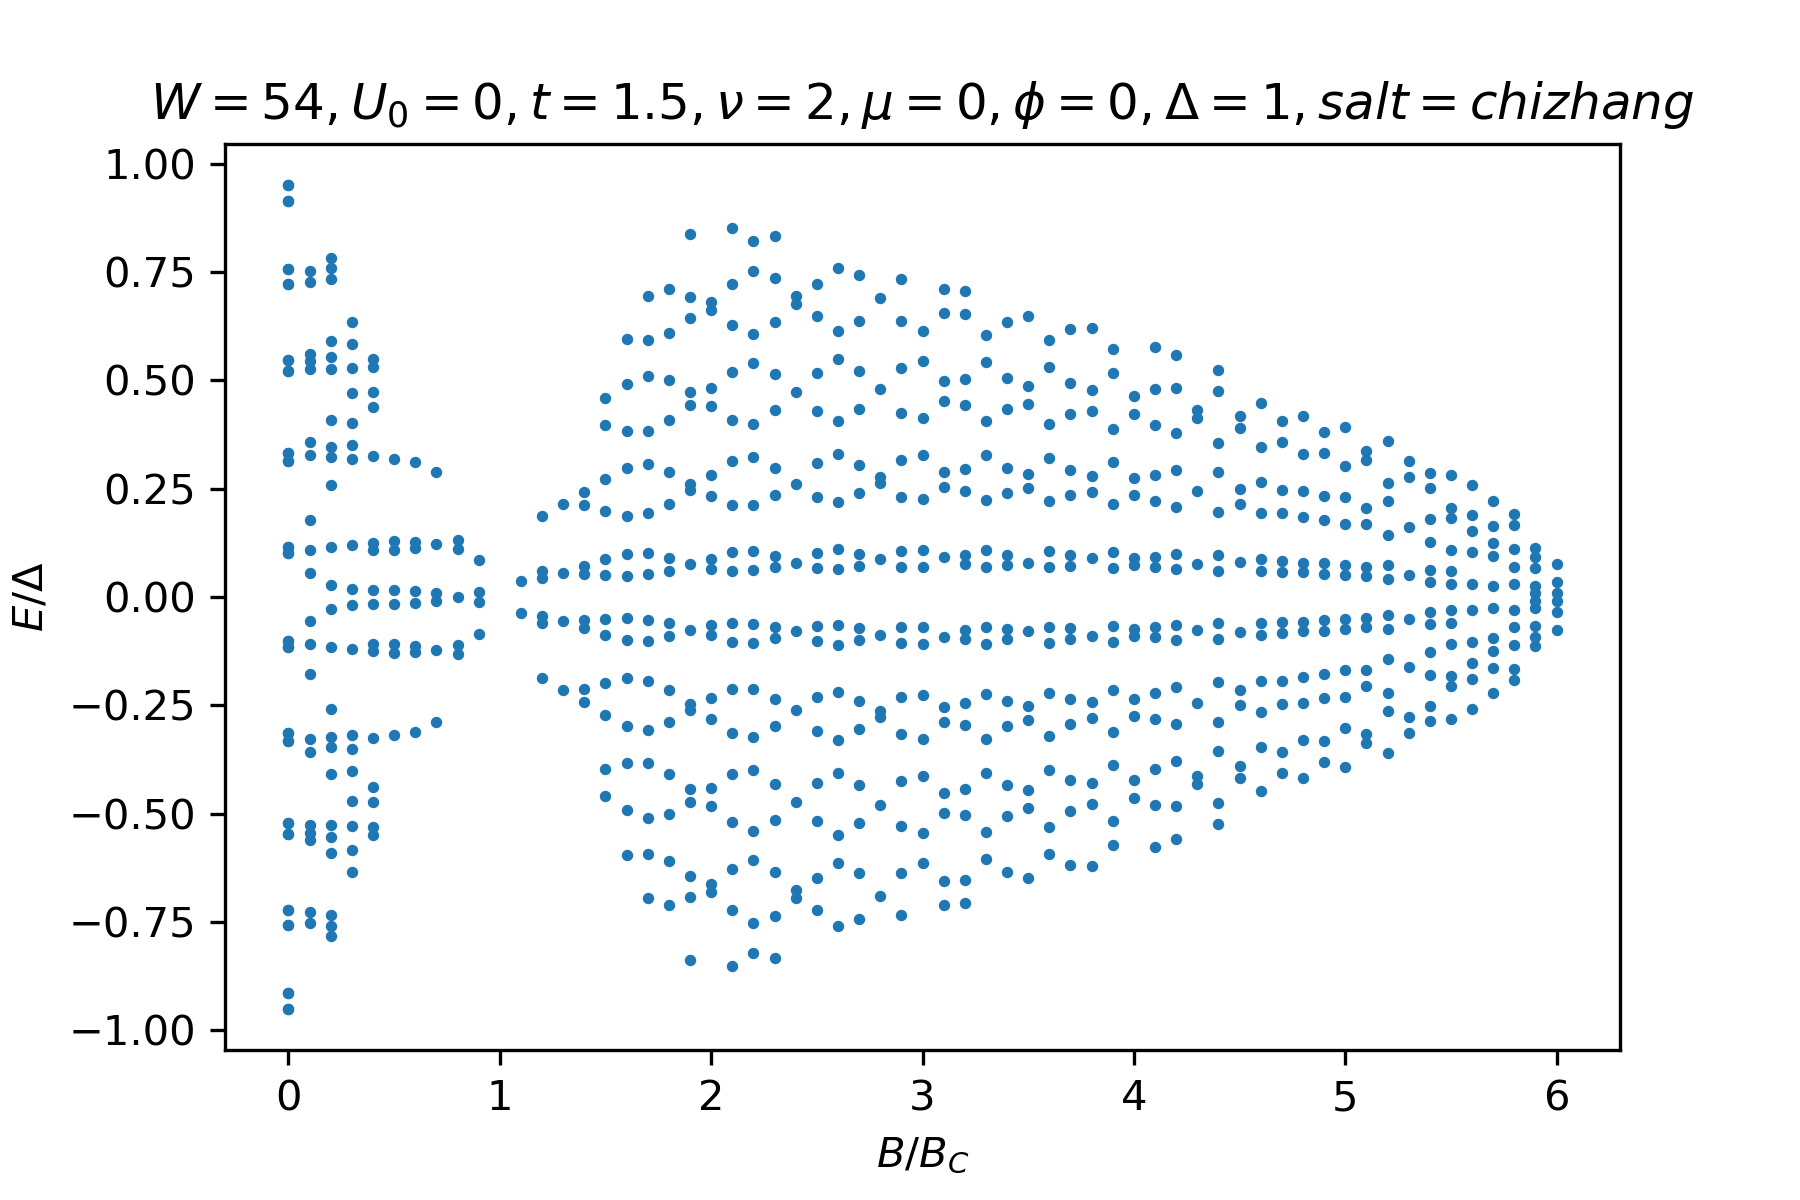 W = 54, U₀ = 0, t = 1.5, ν = 2, μ = 0, ϕ = 0, Δ = 1, salt = chizhang
1.00
0.75
0.50
0.25
0.00
−0.25
−0.50
−0.75
−1.00
E/Δ
0 1 2 3 4 5 6
B/B_C